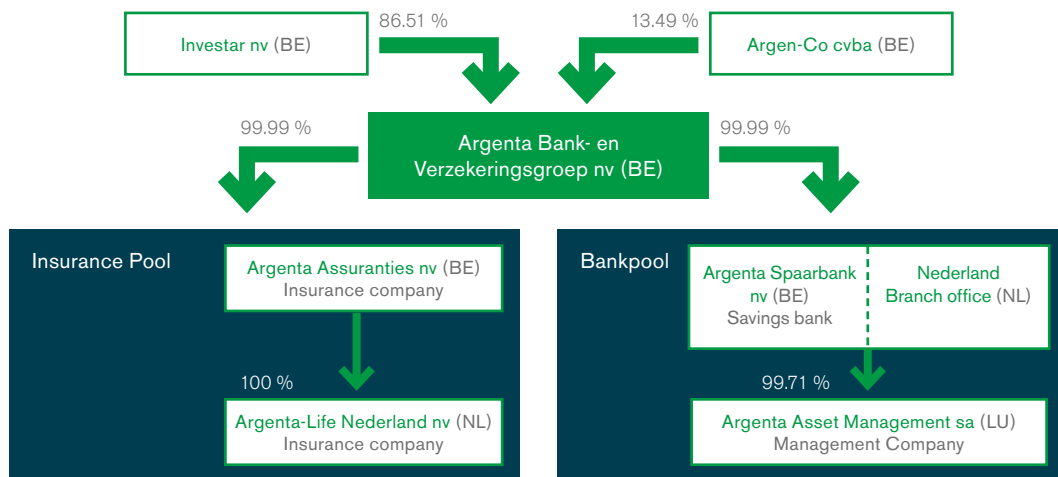 86.51 %
13.49 %
Investar nv (BE)
Argen-Co cvba (BE)
99.99 %
99.99 %
Argenta Bank- en
Verzekeringsgroep nv (BE)
Insurance Pool
Argenta Assuranties nv (BE)
Insurance company
100 %
Argenta-Life Nederland nv (NL)
Insurance company
Bankpool
Argenta Spaarbank
nv (BE)
Savings bank
Nederland
Branch office (NL)
99.71 %
Argenta Asset Management sa (LU)
Management Company